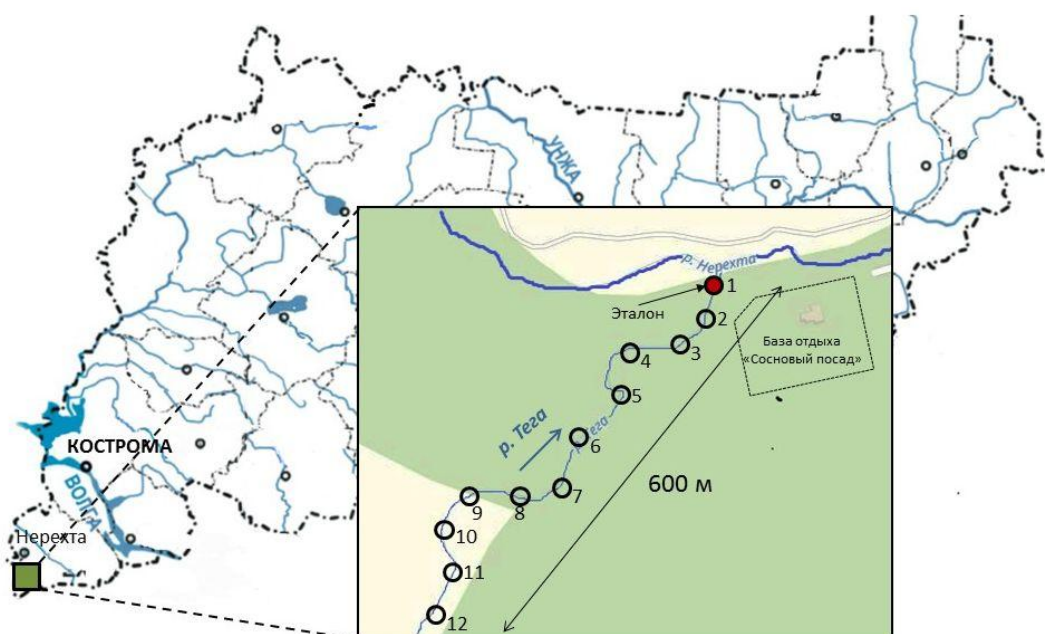 УНЖА
КОСТРОМА
ВОЛГА
Нерехта
р. Нерехта
Эталон
1
2
3
4
5
6
7
8
9
10
11
12
База отдыха
«Сосновый посад»
р. Тега
р. Тега
600 м